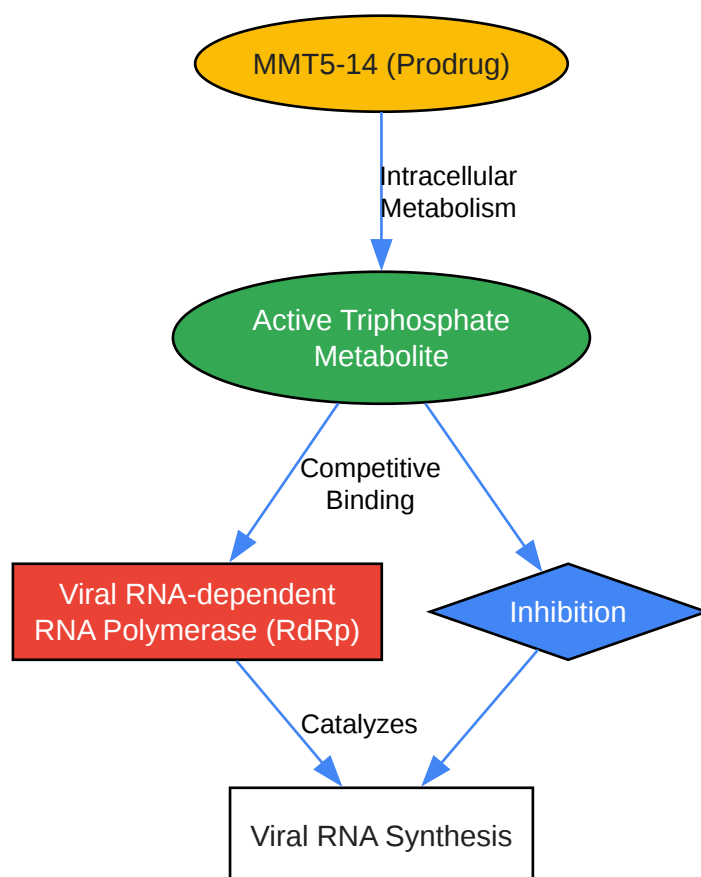 MMT5-14 (Prodrug)
Intracellular
Metabolism
Active Triphosphate
Metabolite
Competitive
Binding
Viral RNA-dependent
RNA Polymerase (RdRp)
Inhibition
Catalyzes
Viral RNA Synthesis